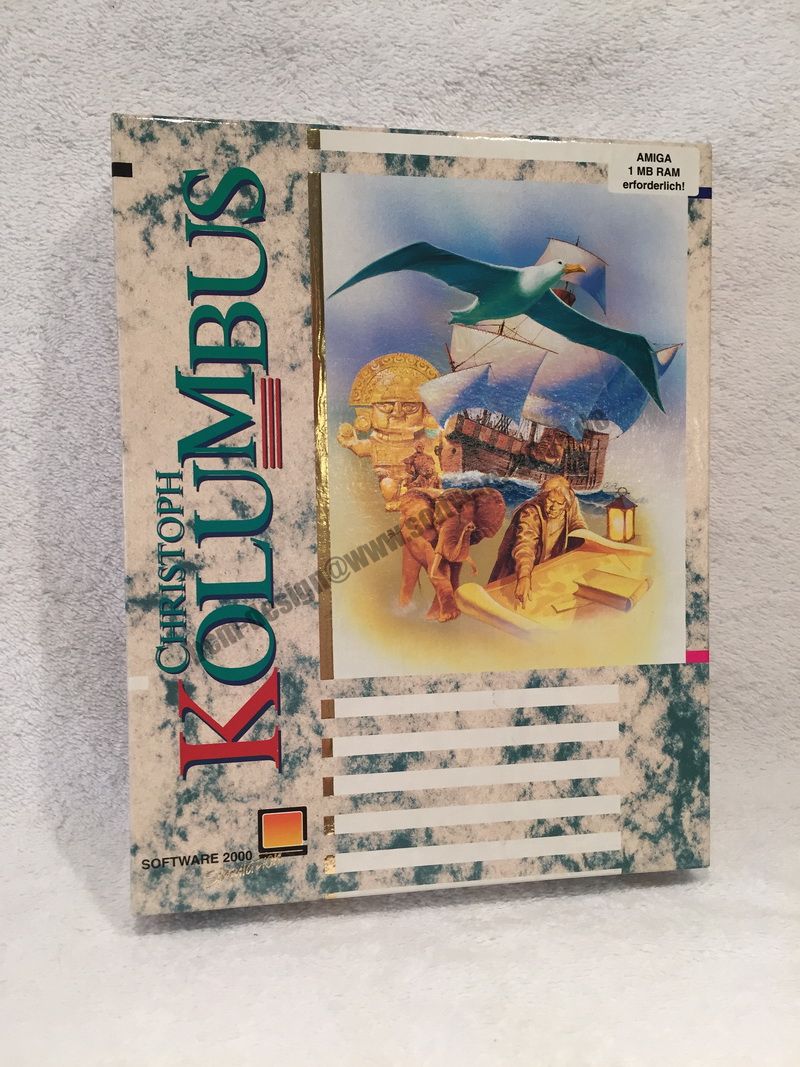 AMIGA
1 MB RAM
erforderlich!
CHRISTOPH
KOLUMBUS
SOFTWARE 2000